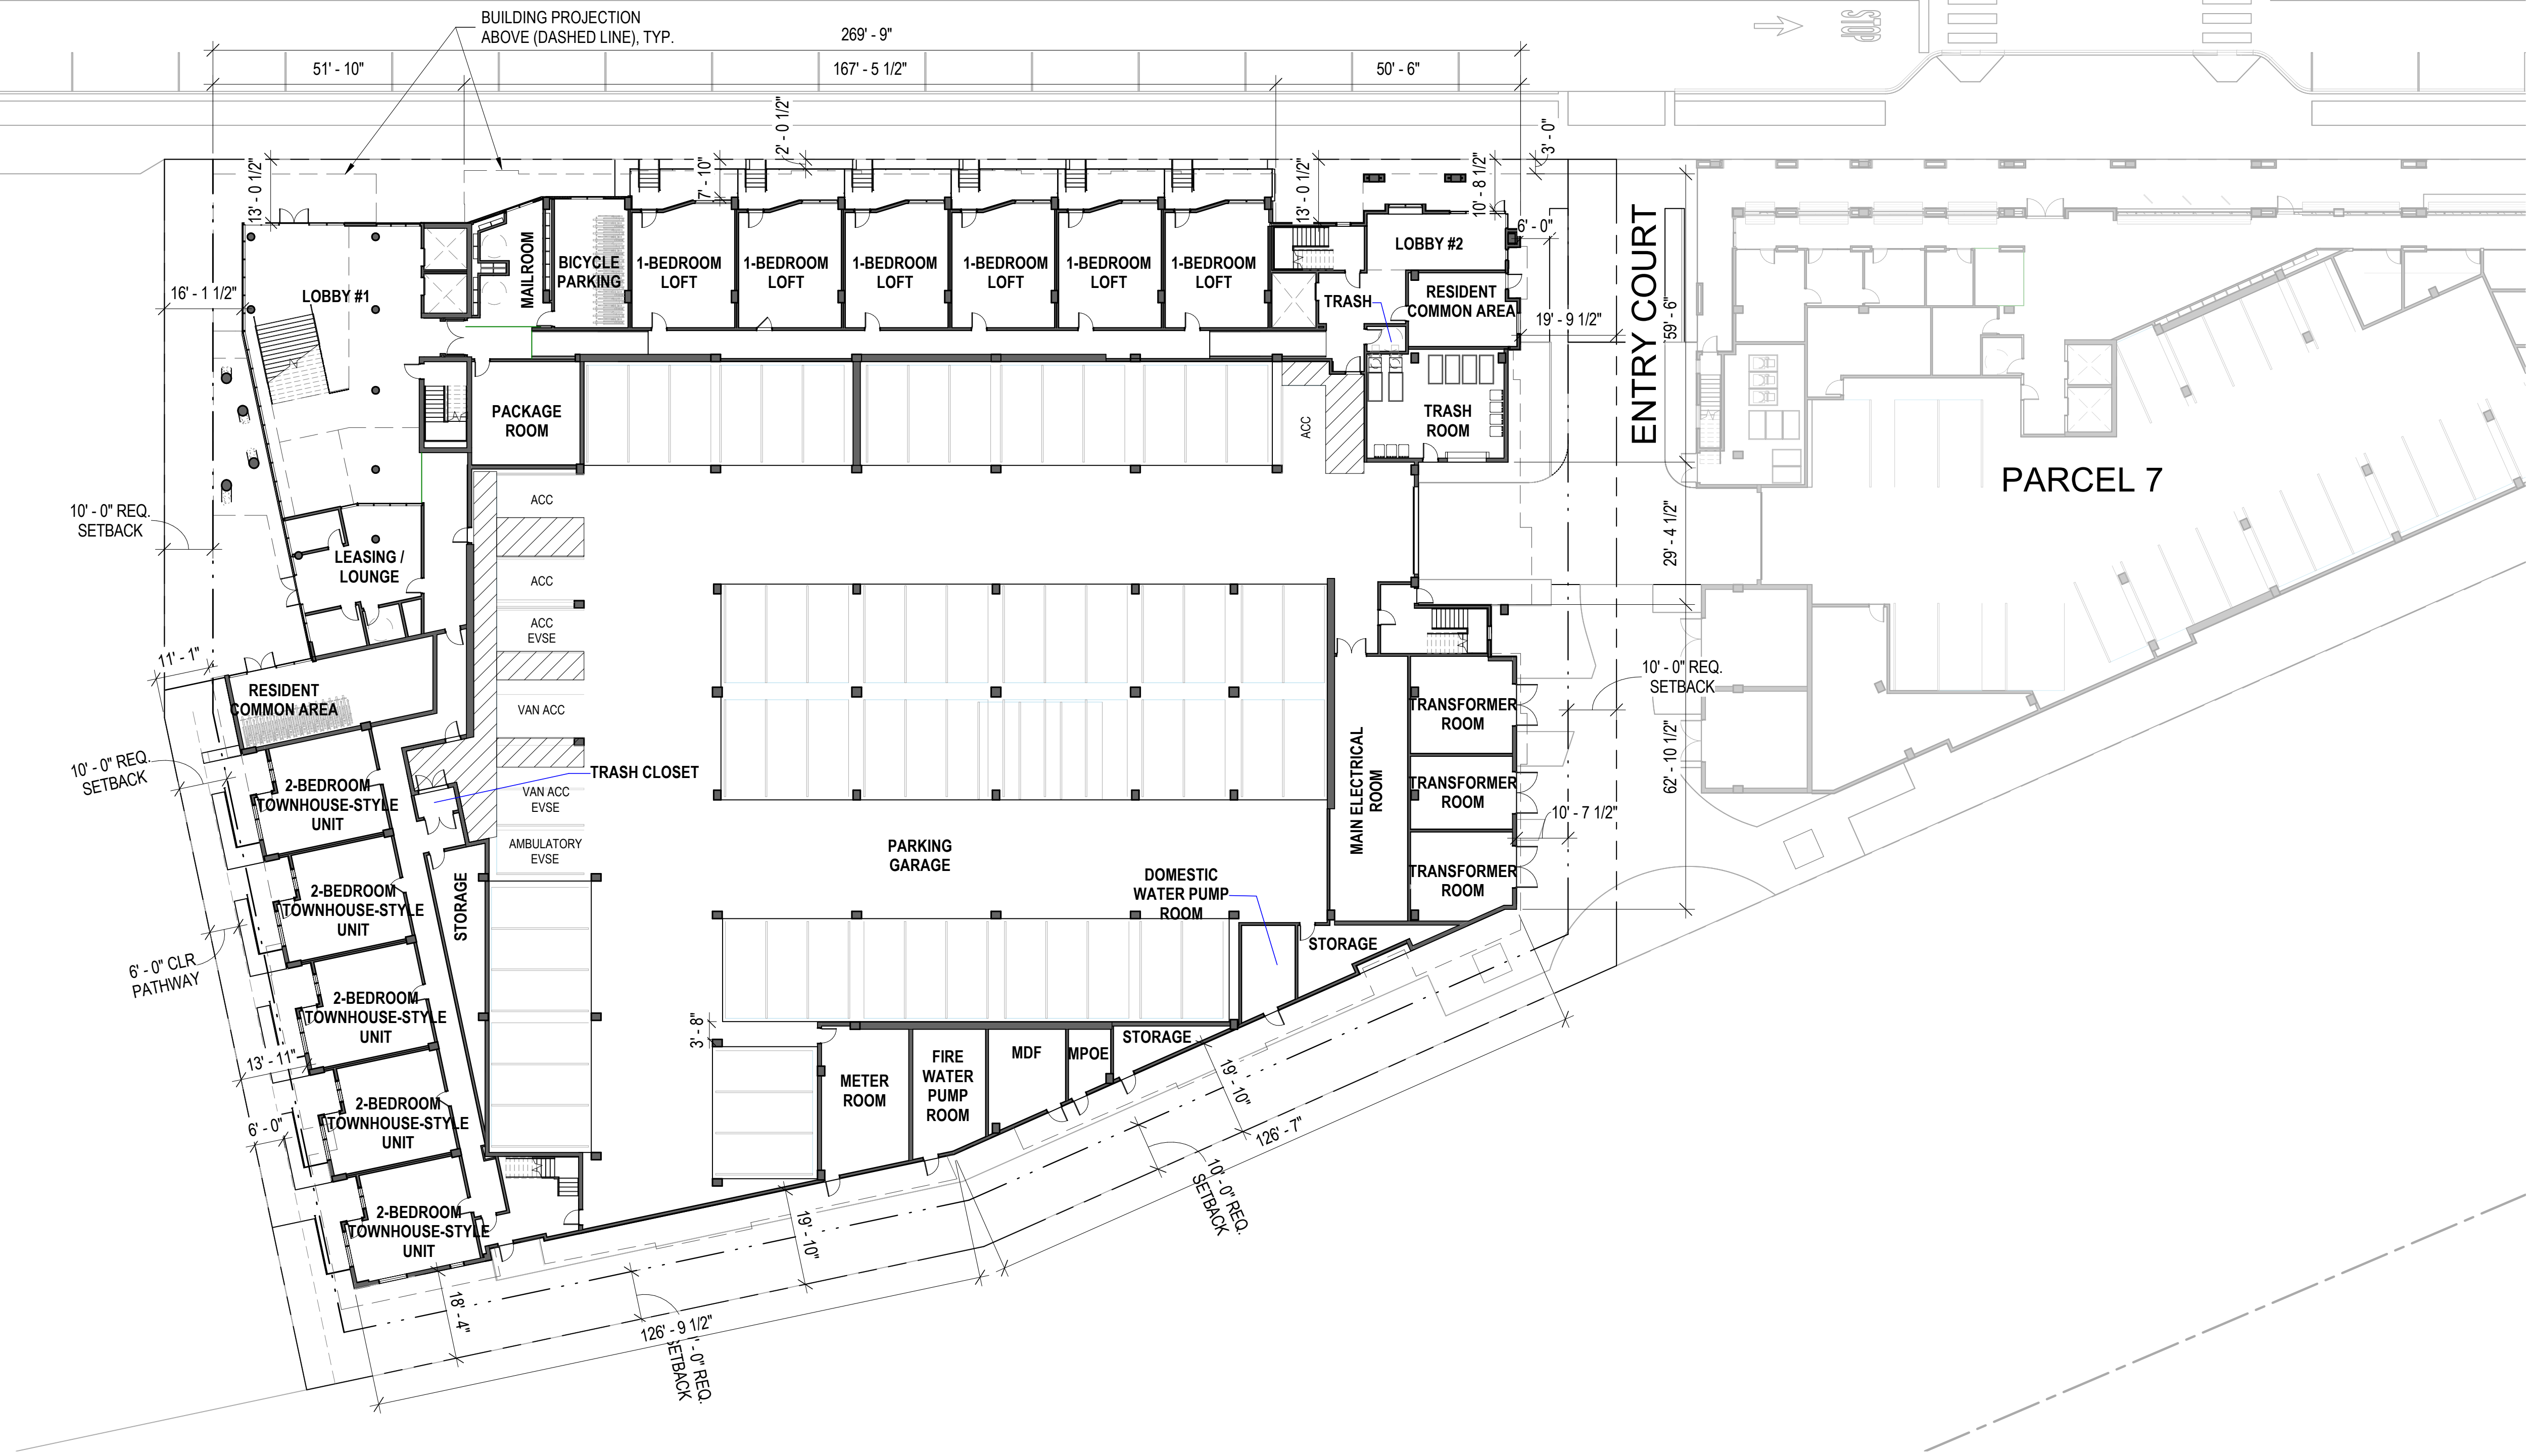 BUILDING PROJECTION
ABOVE (DASHED LINE), TYP.
269' - 9"
STOP
51' - 10"
167' - 5 1/2"
50' - 6"
2' - 0 1/2"
3' - 0"
13' - 0 1/2"
7' - 10"
13' - 0 1/2"
10' - 8 1/2"
6' - 0"
16' - 1 1/2"
LOBBY #1
MAILROOM
BICYCLE
PARKING
1-BEDROOM
LOFT
1-BEDROOM
LOFT
1-BEDROOM
LOFT
1-BEDROOM
LOFT
1-BEDROOM
LOFT
1-BEDROOM
LOFT
LOBBY #2
TRASH
RESIDENT
COMMON AREA
19' - 9 1/2"
ENTRY COURT
59' - 6"
PACKAGE
ROOM
ACC
TRASH
ROOM
PARCEL 7
10' - 0" REQ.
SETBACK
ACC
LEASING /
LOUNGE
ACC
ACC
EVSE
29' - 4 1/2"
11' - 1"
RESIDENT
COMMON AREA
VAN ACC
10' - 0" REQ.
SETBACK
TRANSFORMER
ROOM
10' - 0" REQ.
SETBACK
TRASH CLOSET
2-BEDROOM
TOWNHOUSE-STYLE
UNIT
VAN ACC
EVSE
MAIN ELECTRICAL
ROOM
TRANSFORMER
ROOM
62' - 10 1/2"
10' - 7 1/2"
AMBULATORY
EVSE
PARKING
GARAGE
TRANSFORMER
ROOM
DOMESTIC
WATER PUMP
ROOM
2-BEDROOM
TOWNHOUSE-STYLE
UNIT
STORAGE
STORAGE
6' - 0" CLR
PATHWAY
2-BEDROOM
TOWNHOUSE-STYLE
UNIT
3' - 8"
STORAGE
MDF
MPOE
FIRE
WATER
PUMP
ROOM
METER
ROOM
13' - 11"
19' - 10"
2-BEDROOM
TOWNHOUSE-STYLE
UNIT
6' - 0"
126' - 7"
10' - 0" REQ.
SETBACK
2-BEDROOM
TOWNHOUSE-STYLE
UNIT
19' - 10"
18' - 4"
126' - 9 1/2"
' - 0" REQ.
SETBACK